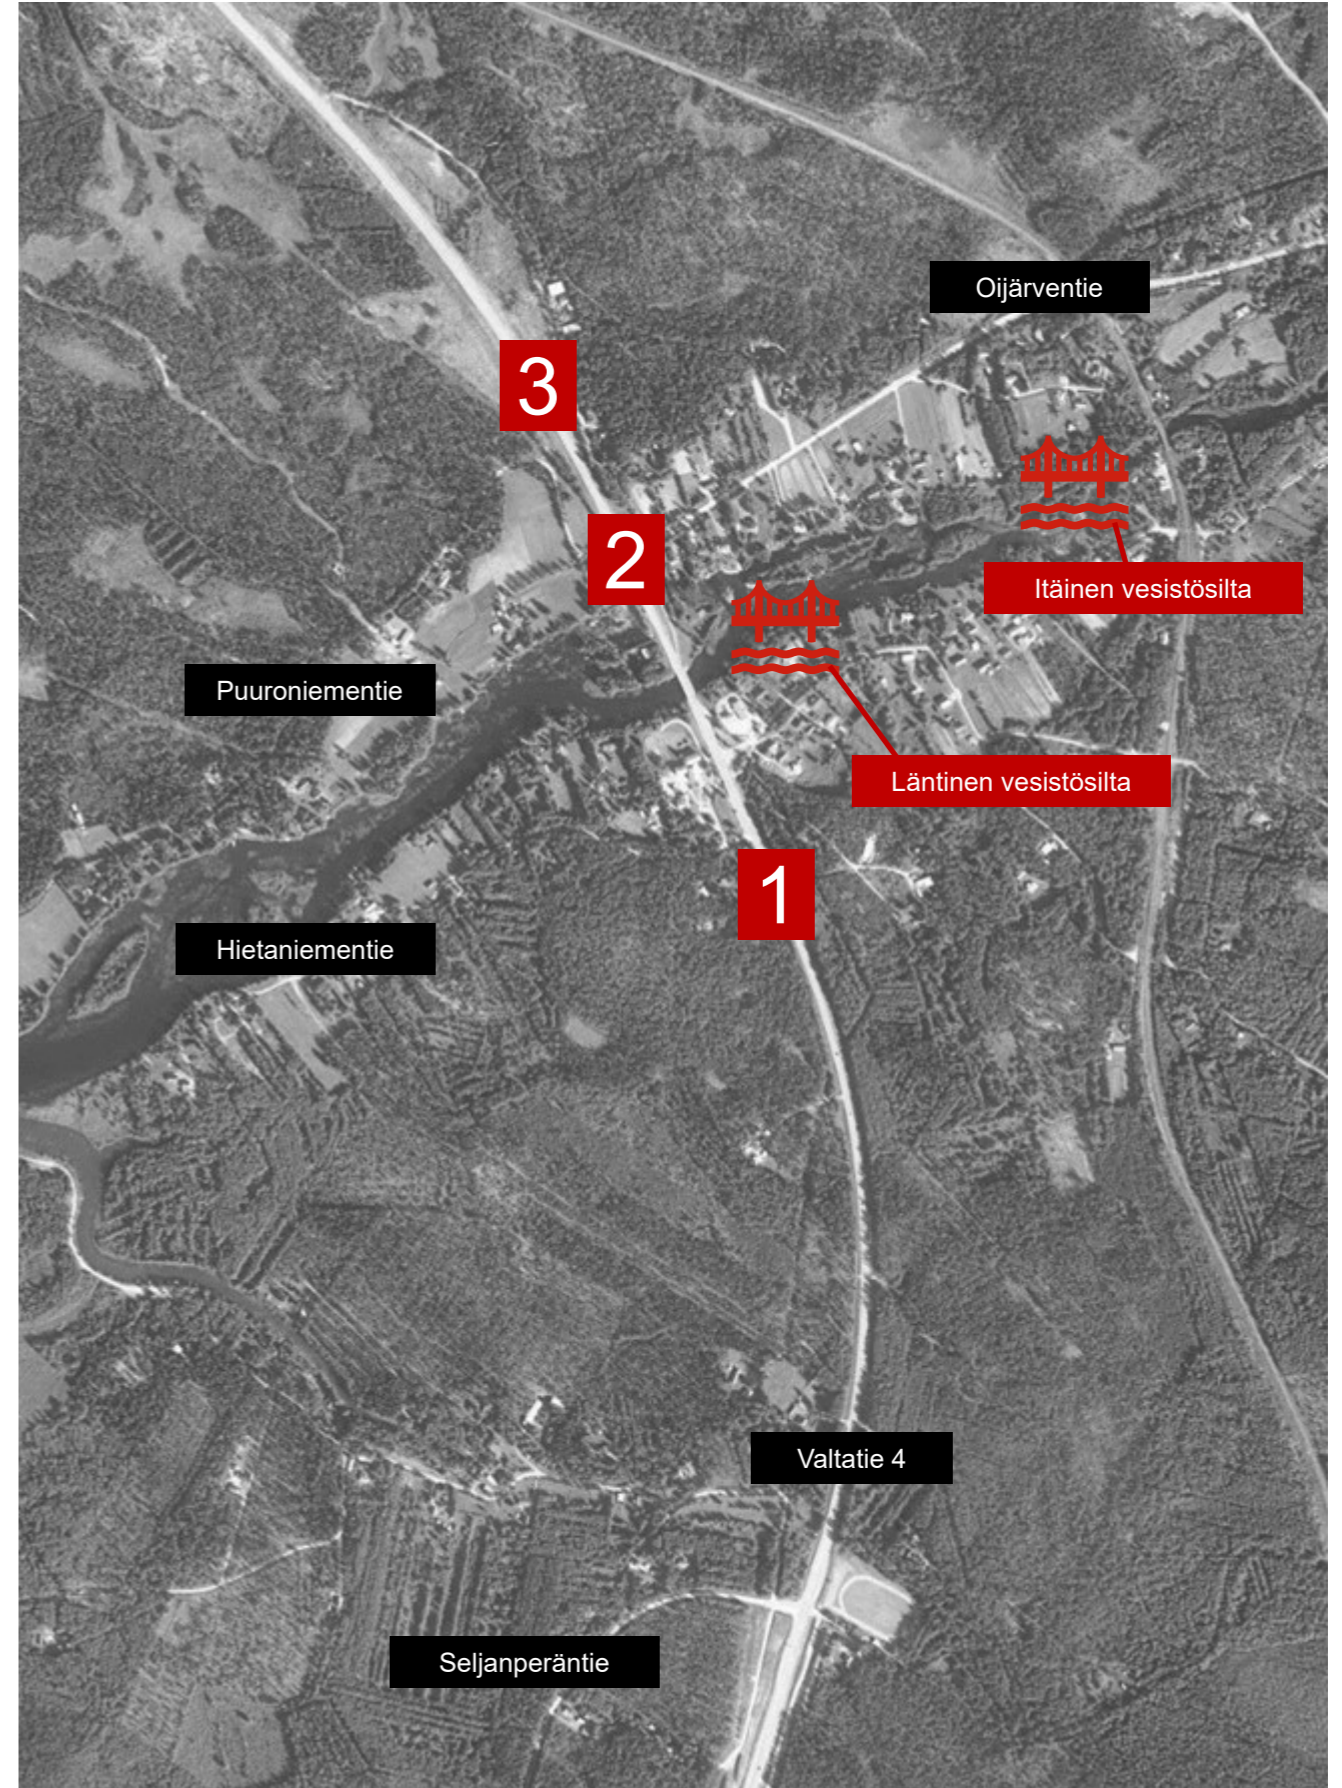 Oijärventie
3
2
Itäinen vesistösilta
Puuroniementie
Läntinen vesistösilta
1
Hietaniementie
Valtatie 4
Seljanperäntie